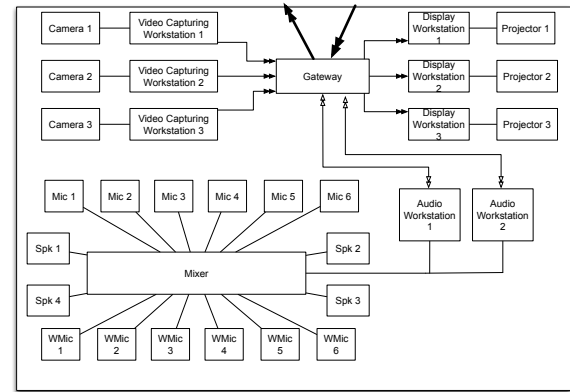 Camera 1
Video Capturing
Workstation 1
Display
Workstation
1
Projector 1
Camera 2
Video Capturing
Workstation 2
Gateway
Display
Workstation
2
Projector 2
Camera 3
Video Capturing
Workstation 3
Display
Workstation
3
Projector 3
Mic 1
Mic 2
Mic 3
Mic 4
Mic 5
Mic 6
Audio
Workstation
1
Audio
Workstation
2
Spk 1
Spk 2
Mixer
Spk 4
Spk 3
WMic
1
WMic
2
WMic
3
WMic
4
WMic
5
WMic
6